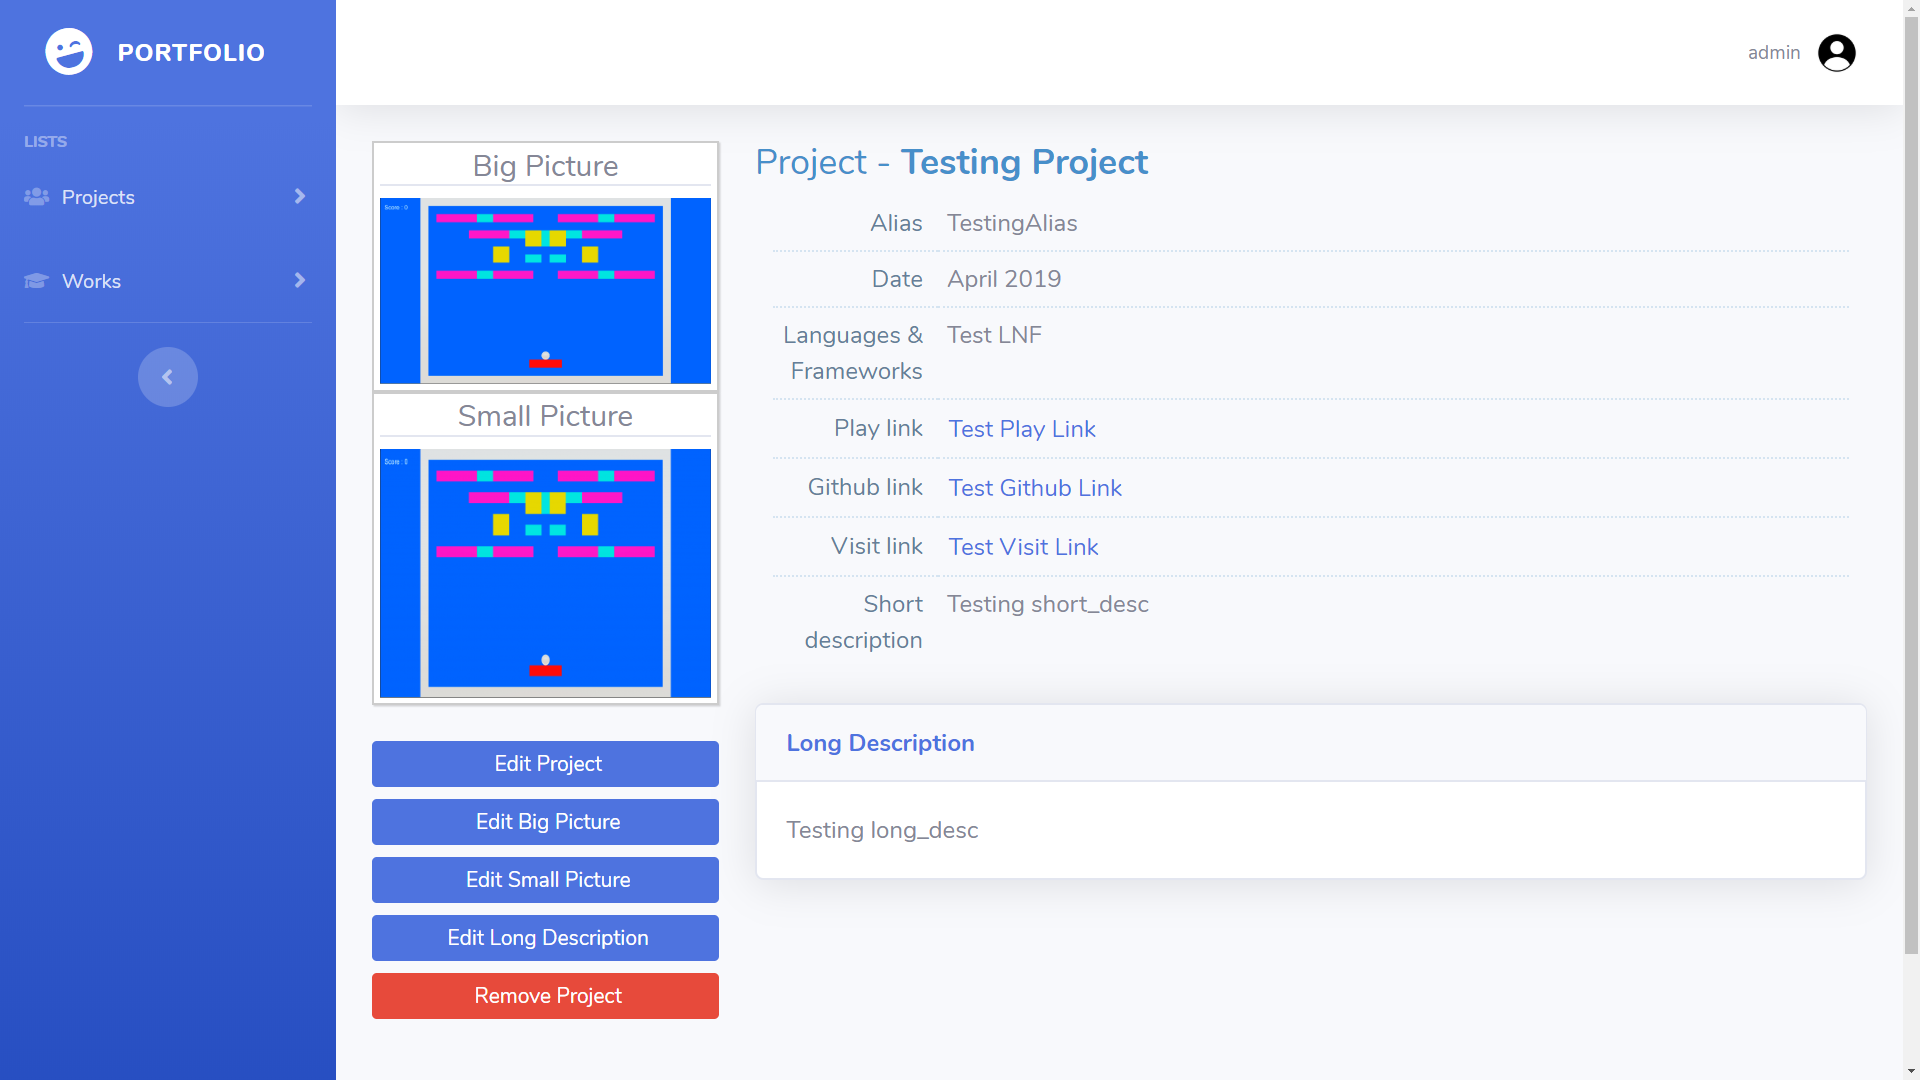 PORTFOLIO
admin
LISTS
Projects
Works
Big Picture
Score : 0
Small Picture
Score : 0
Edit Project
Edit Big Picture
Edit Small Picture
Edit Long Description
Remove Project
Project - Testing Project
Alias TestingAlias
Date April 2019
Languages & Test LNF
Frameworks
Play link Test Play Link
Github link Test Github Link
Visit link Test Visit Link
Short Testing short_desc
description
Long Description
Testing long_desc